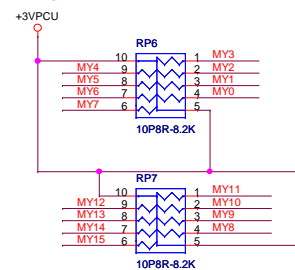 +3VPCU
RP6
10 1 MY3
MY4 9 2 MY2
MY5 8 3 MY1
MY6 7 4 MY0
MY7 6 5
10P8R-8.2K
RP7
10 1 MY11
MY12 9 2 MY10
MY13 8 3 MY9
MY14 7 4 MY8
MY15 6 5
10P8R-8.2K